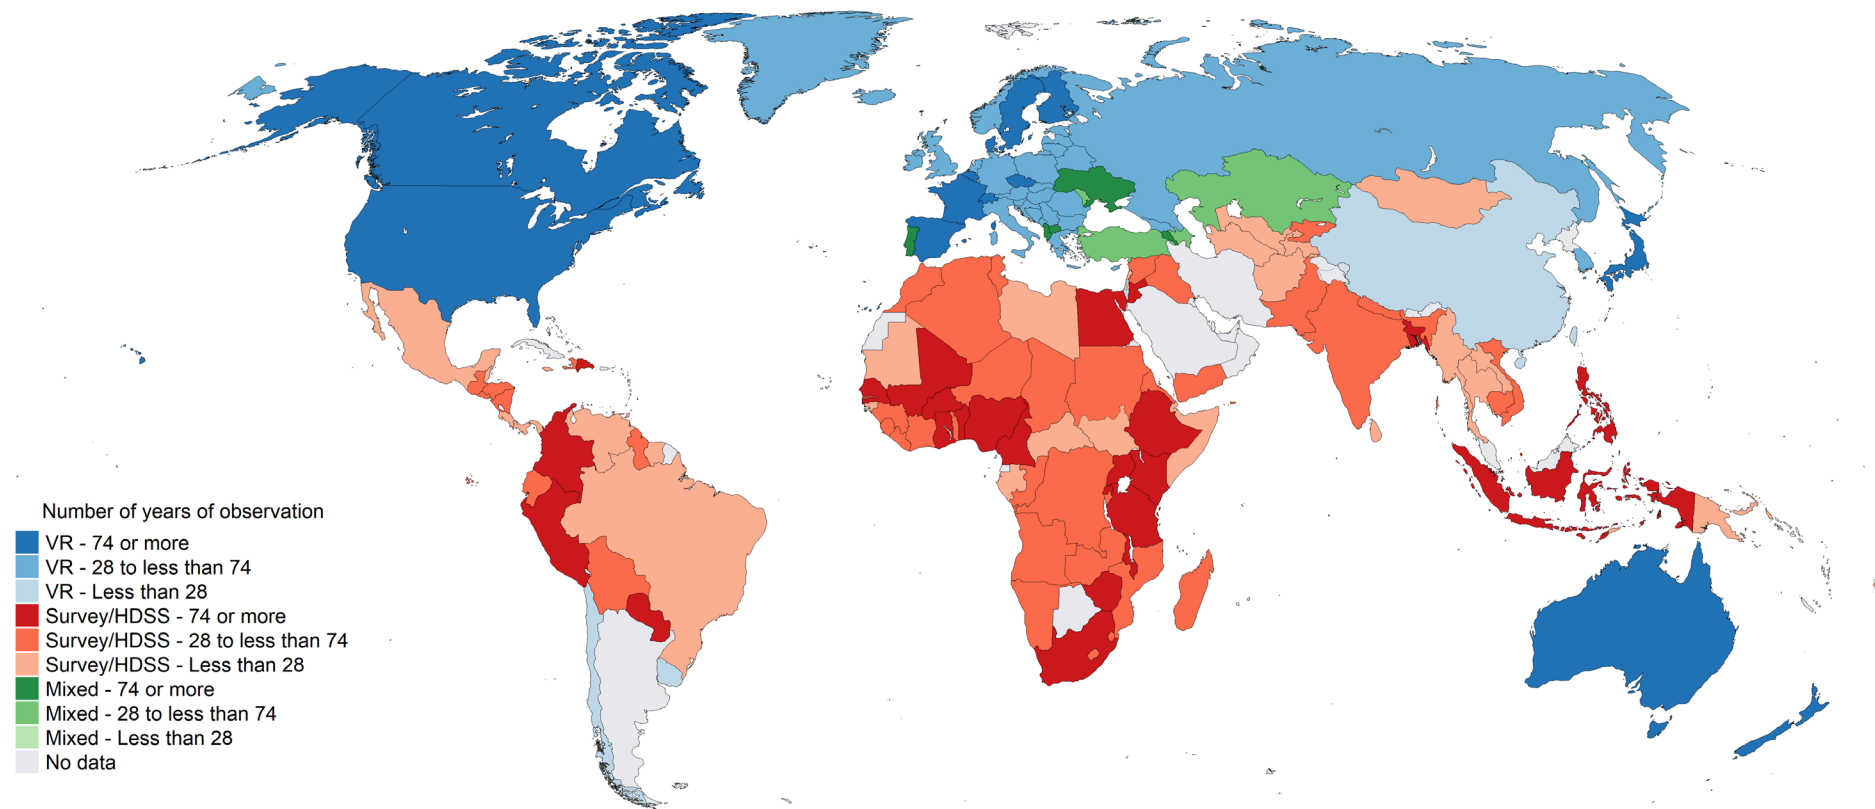 Number of years of observation
VR - 74 or more
VR - 28 to less than 74
VR - Less than 28
Survey/HDSS - 74 or more
Survey/HDSS - 28 to less than 74
Survey/HDSS - Less than 28
Mixed - 74 or more
Mixed - 28 to less than 74
Mixed - Less than 28
No data